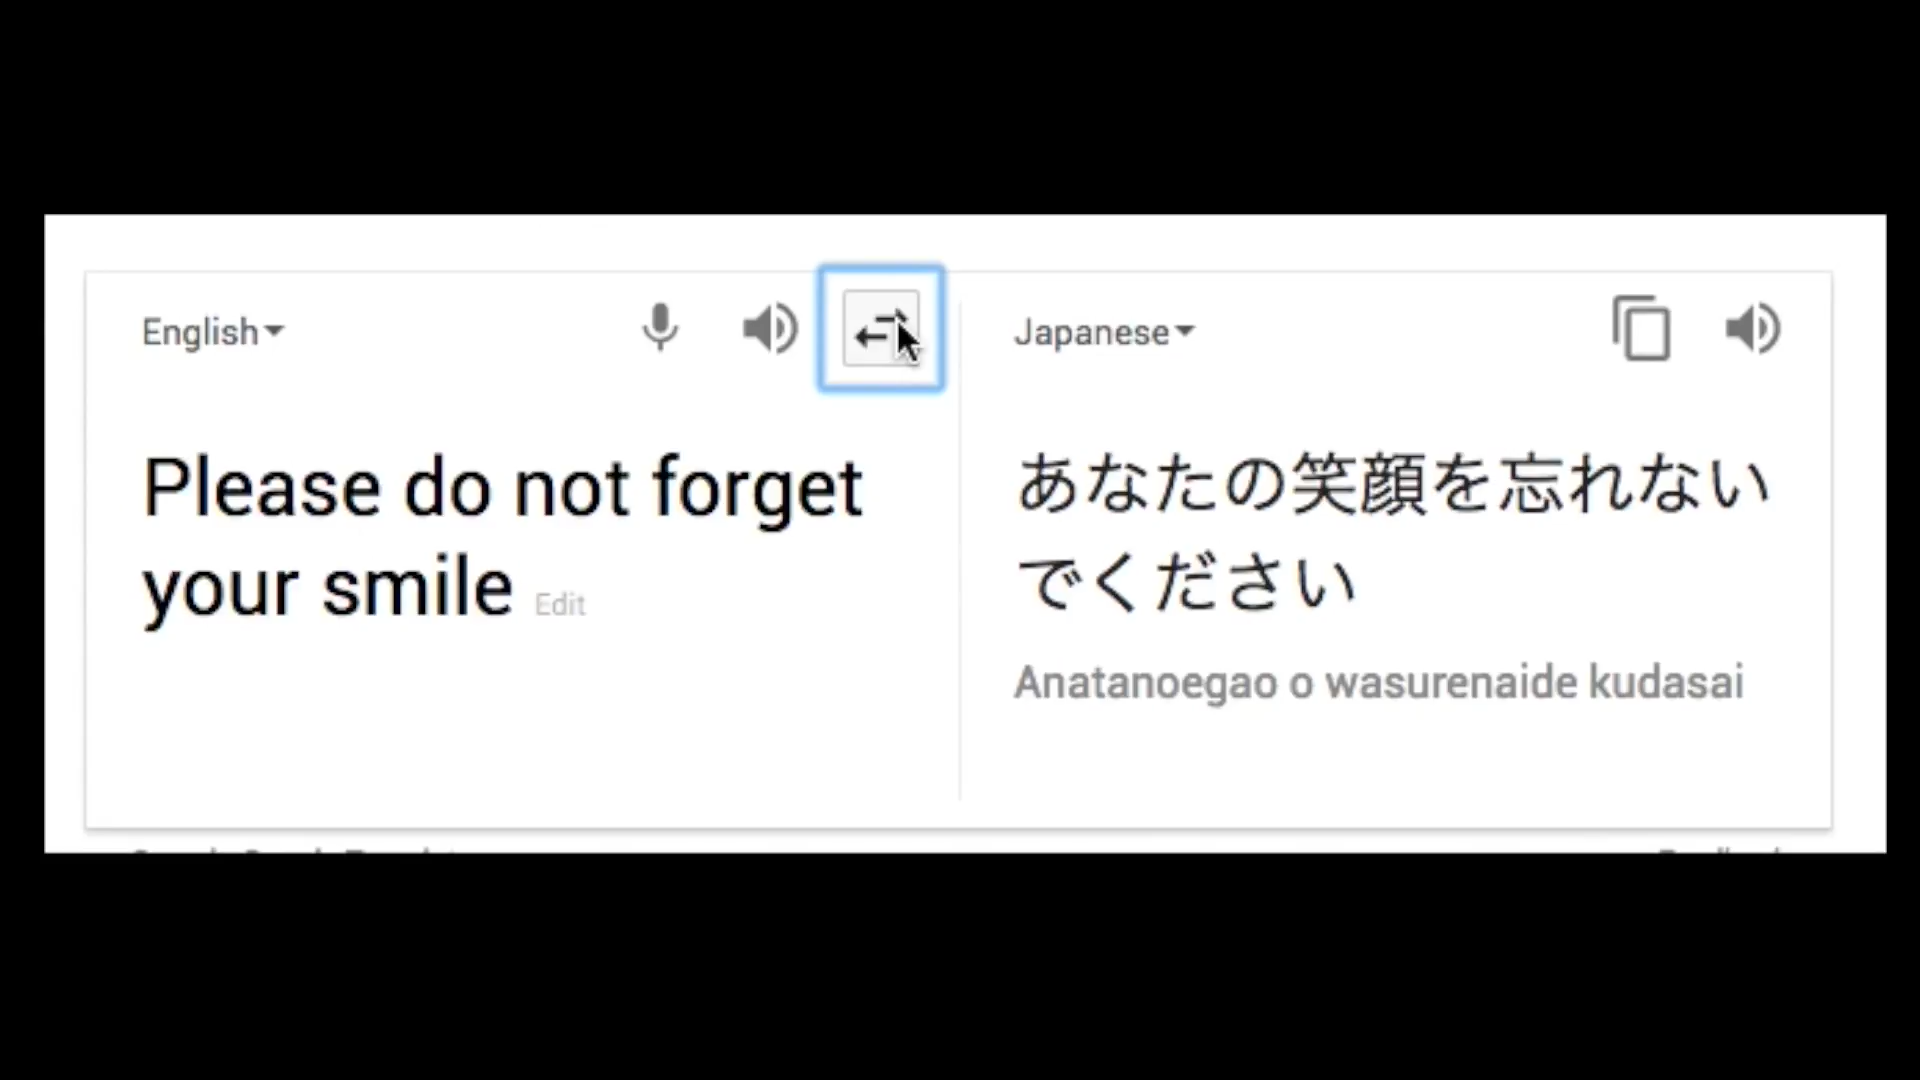 English
Japanese
Please do not forget
your smile Edit
あなたの笑顔を忘れない
でください
Anatanoegao o wasurenaide kudasai